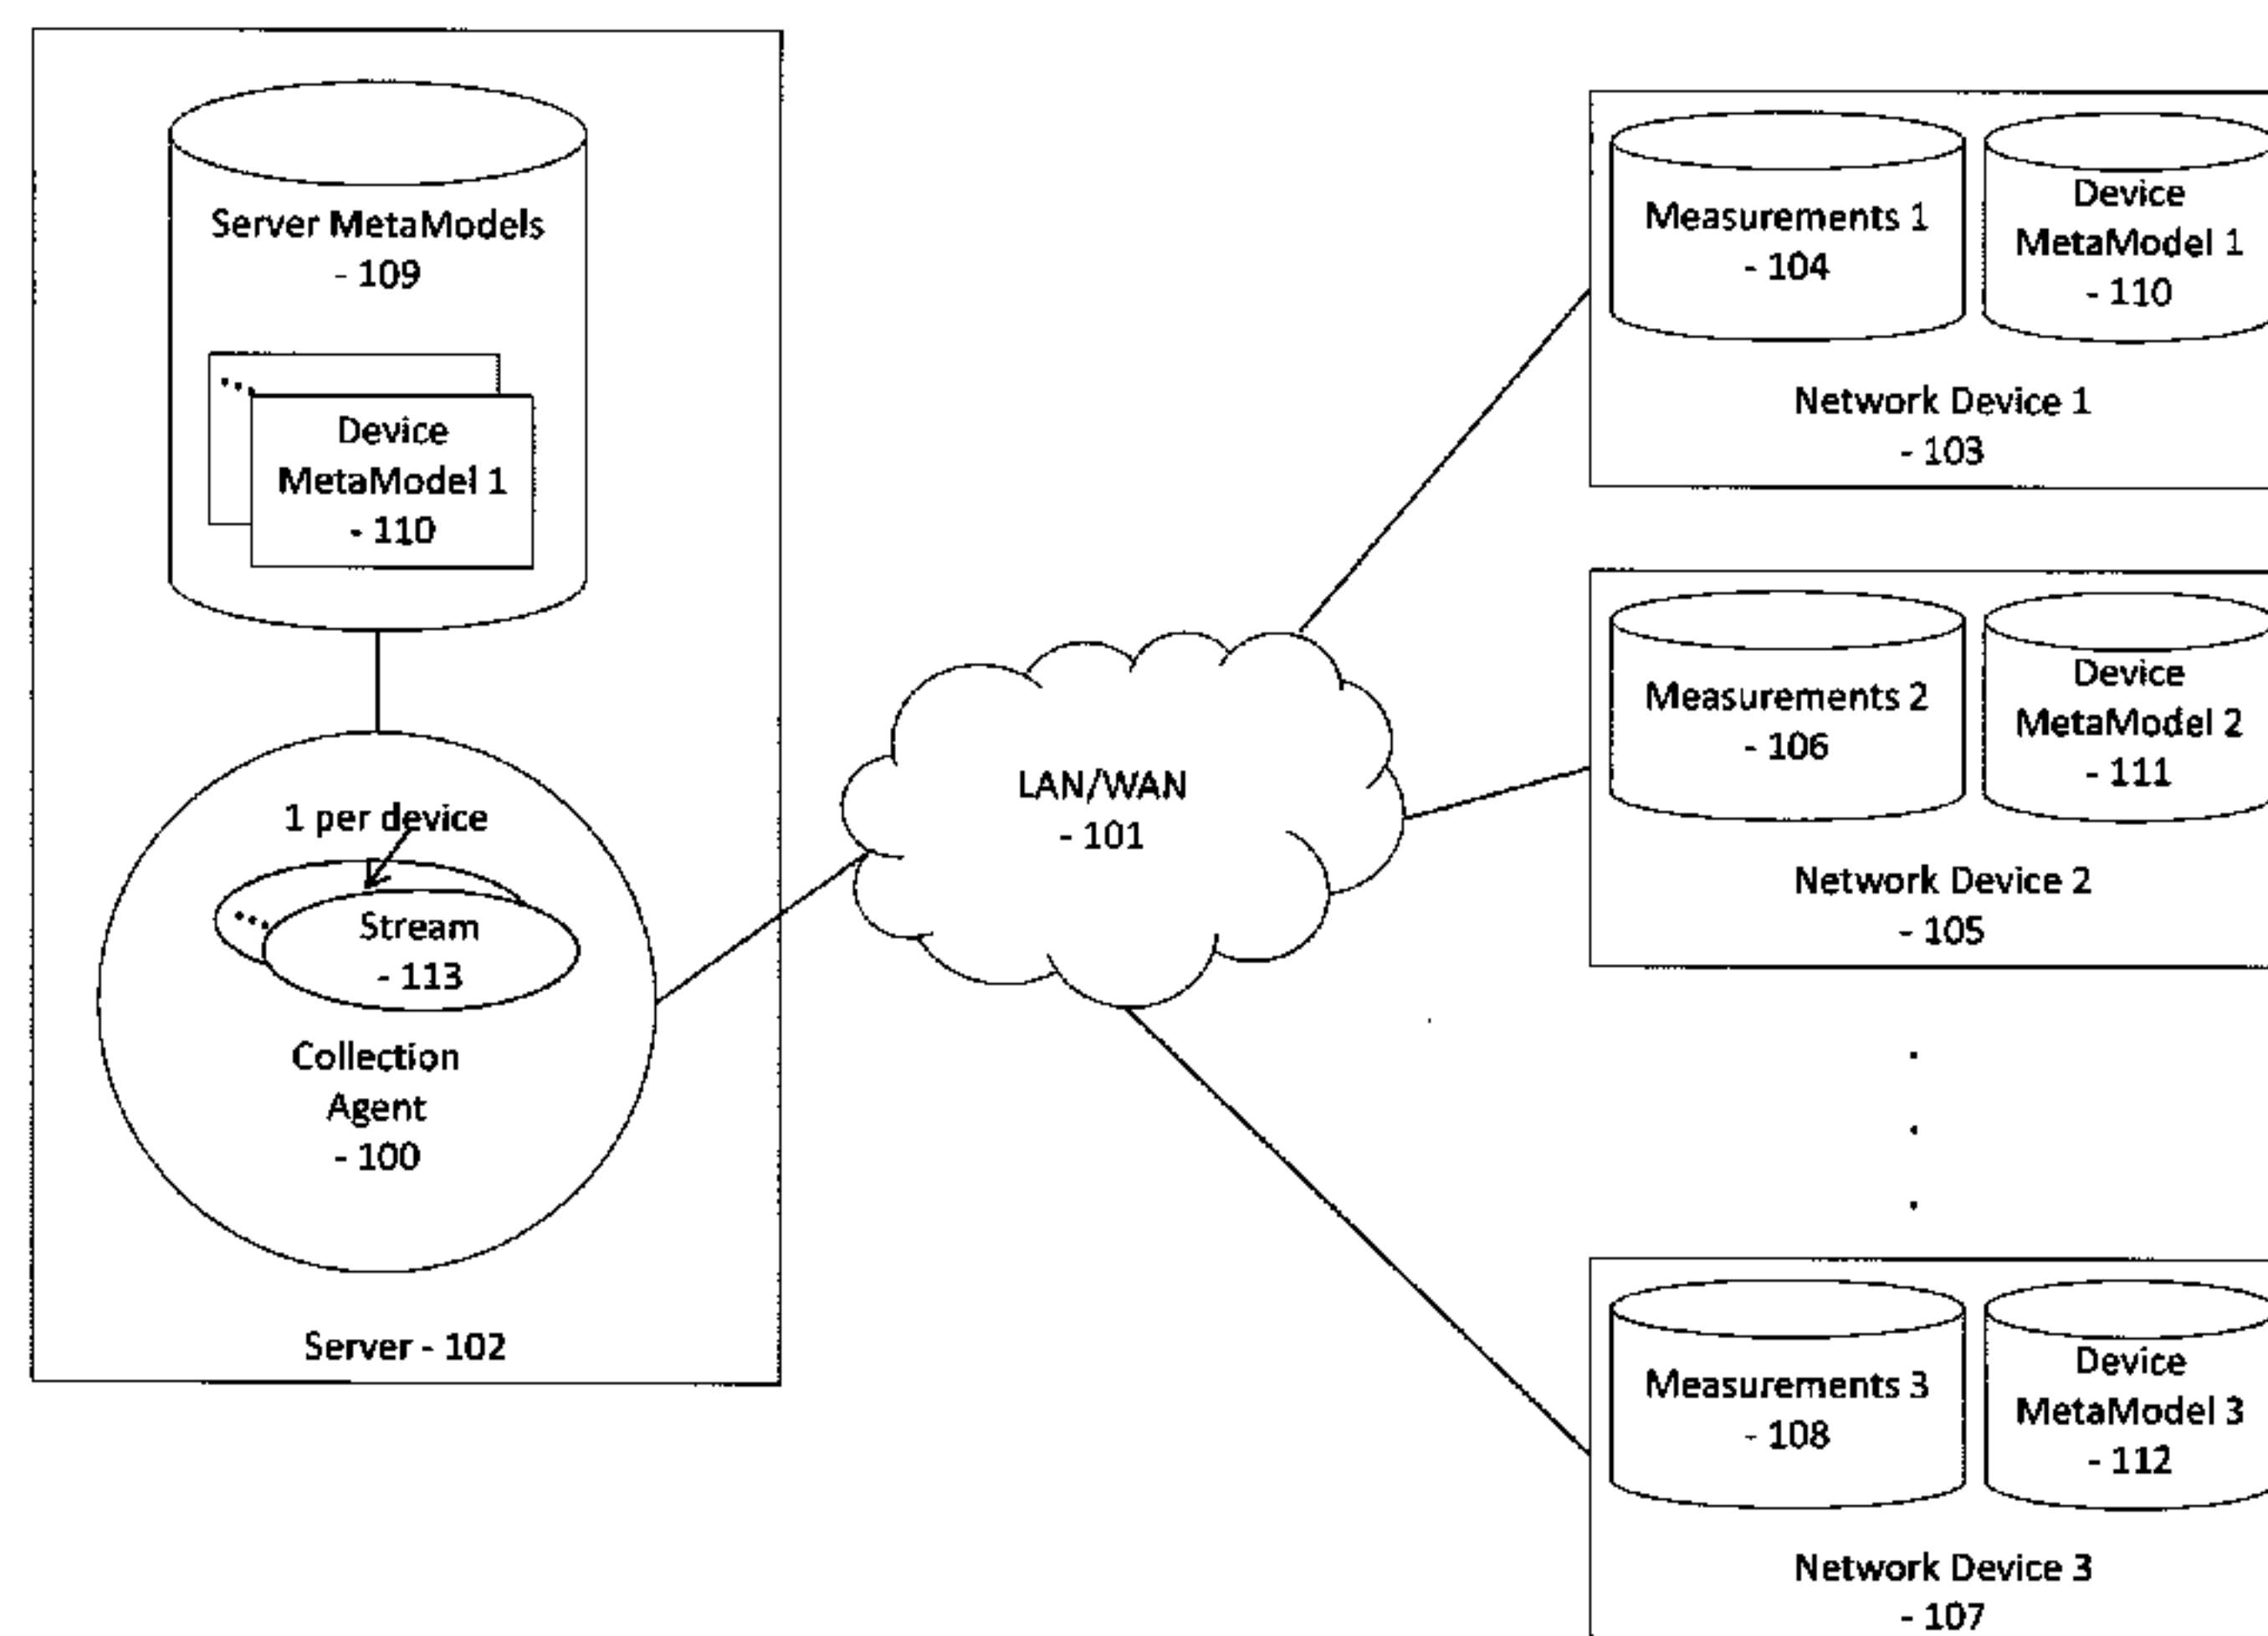 Server MetaModels
- 109
...
Device
MetaModel 1
- 110
1 per device
...
Stream
- 113
Collection
Agent
- 100
Server - 102
LAN/WAN
- 101
Measurements 1
- 104
Device
MetaModel 1
- 110
Network Device 1
- 103
Measurements 2
- 106
Device
MetaModel 2
- 111
Network Device 2
- 105
.
.
.
Measurements 3
- 108
Device
MetaModel 3
- 112
Network Device 3
- 107